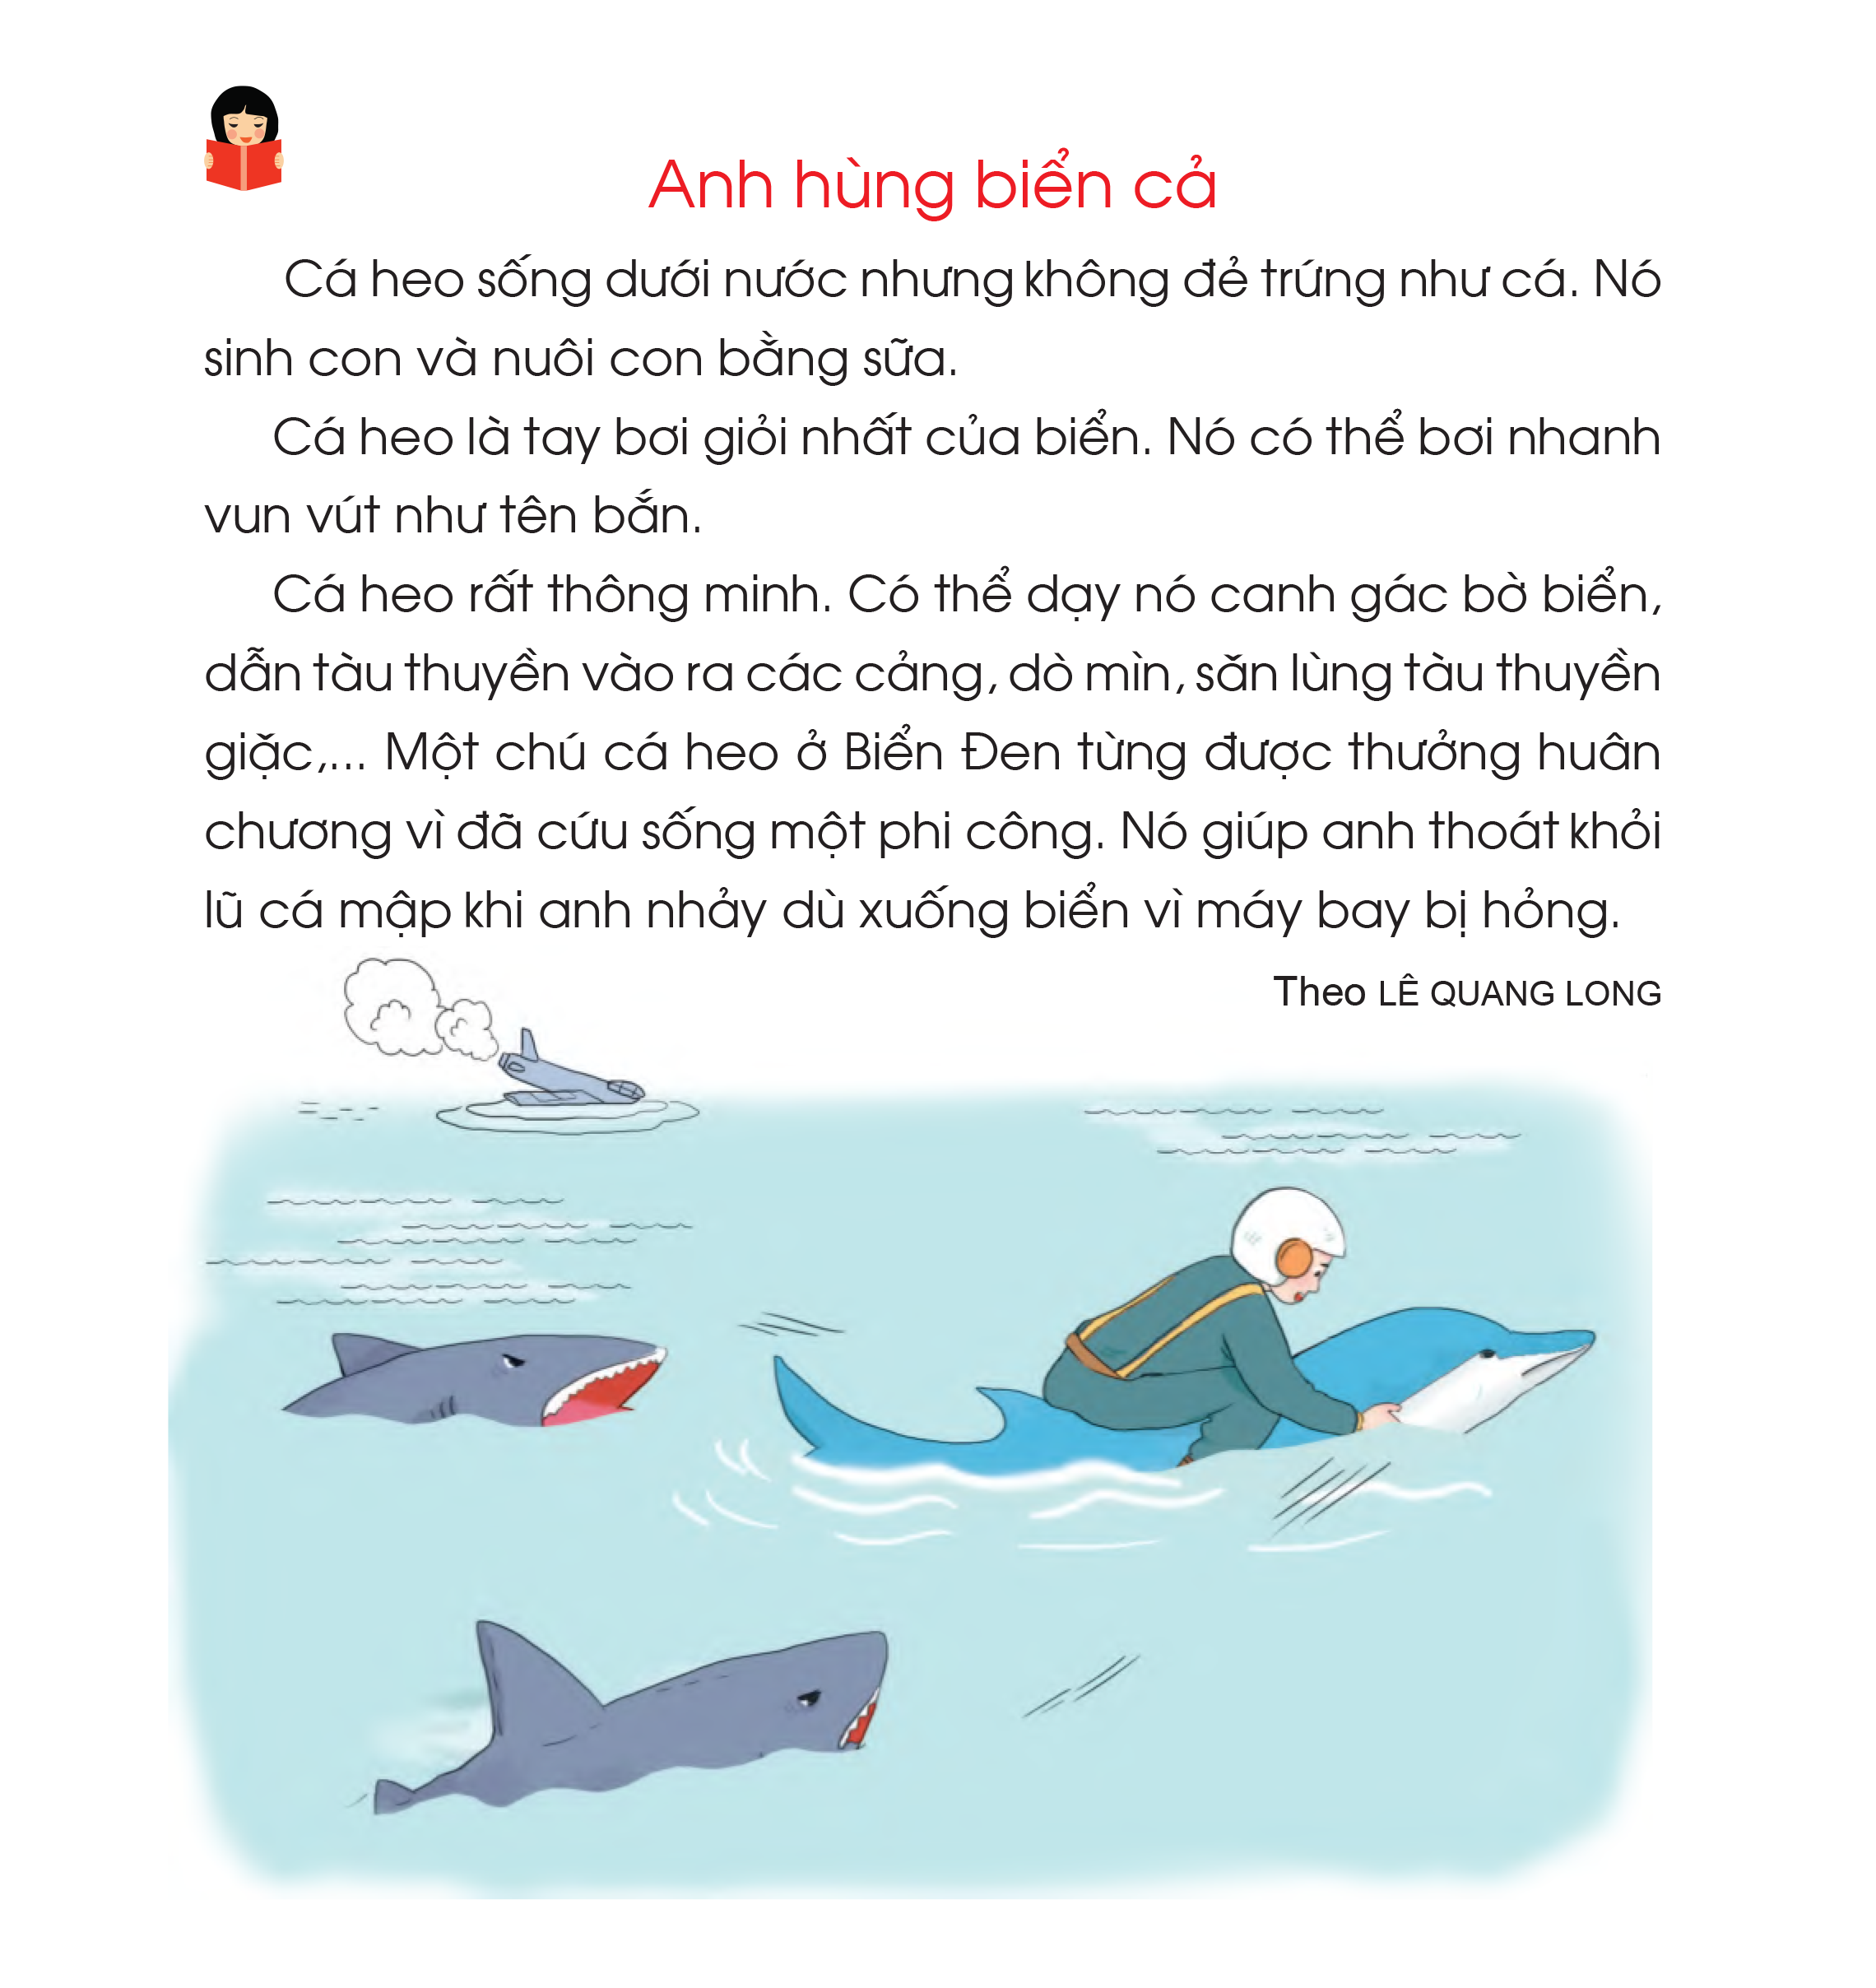 Anh hùng biển cả
Cá heo sống dưới nước nhưng không đẻ trứng như cá. Nó
sinh con và nuôi con bằng sữa.
Cá heo là tay bơi giỏi nhất của biển. Nó có thể bơi nhanh
vun vút như tên bắn.
Cá heo rất thông minh. Có thể dạy nó canh gác bờ biển,
dẫn tàu thuyền vào ra các cảng, dò mìn, săn lùng tàu thuyền
giặc,... Một chú cá heo ở Biển Đen từng được thưởng huân
chương vì đã cứu sống một phi công. Nó giúp anh thoát khỏi
lũ cá mập khi anh nhảy dù xuống biển vì máy bay bị hỏng.
Theo LÊ QUANG LONG